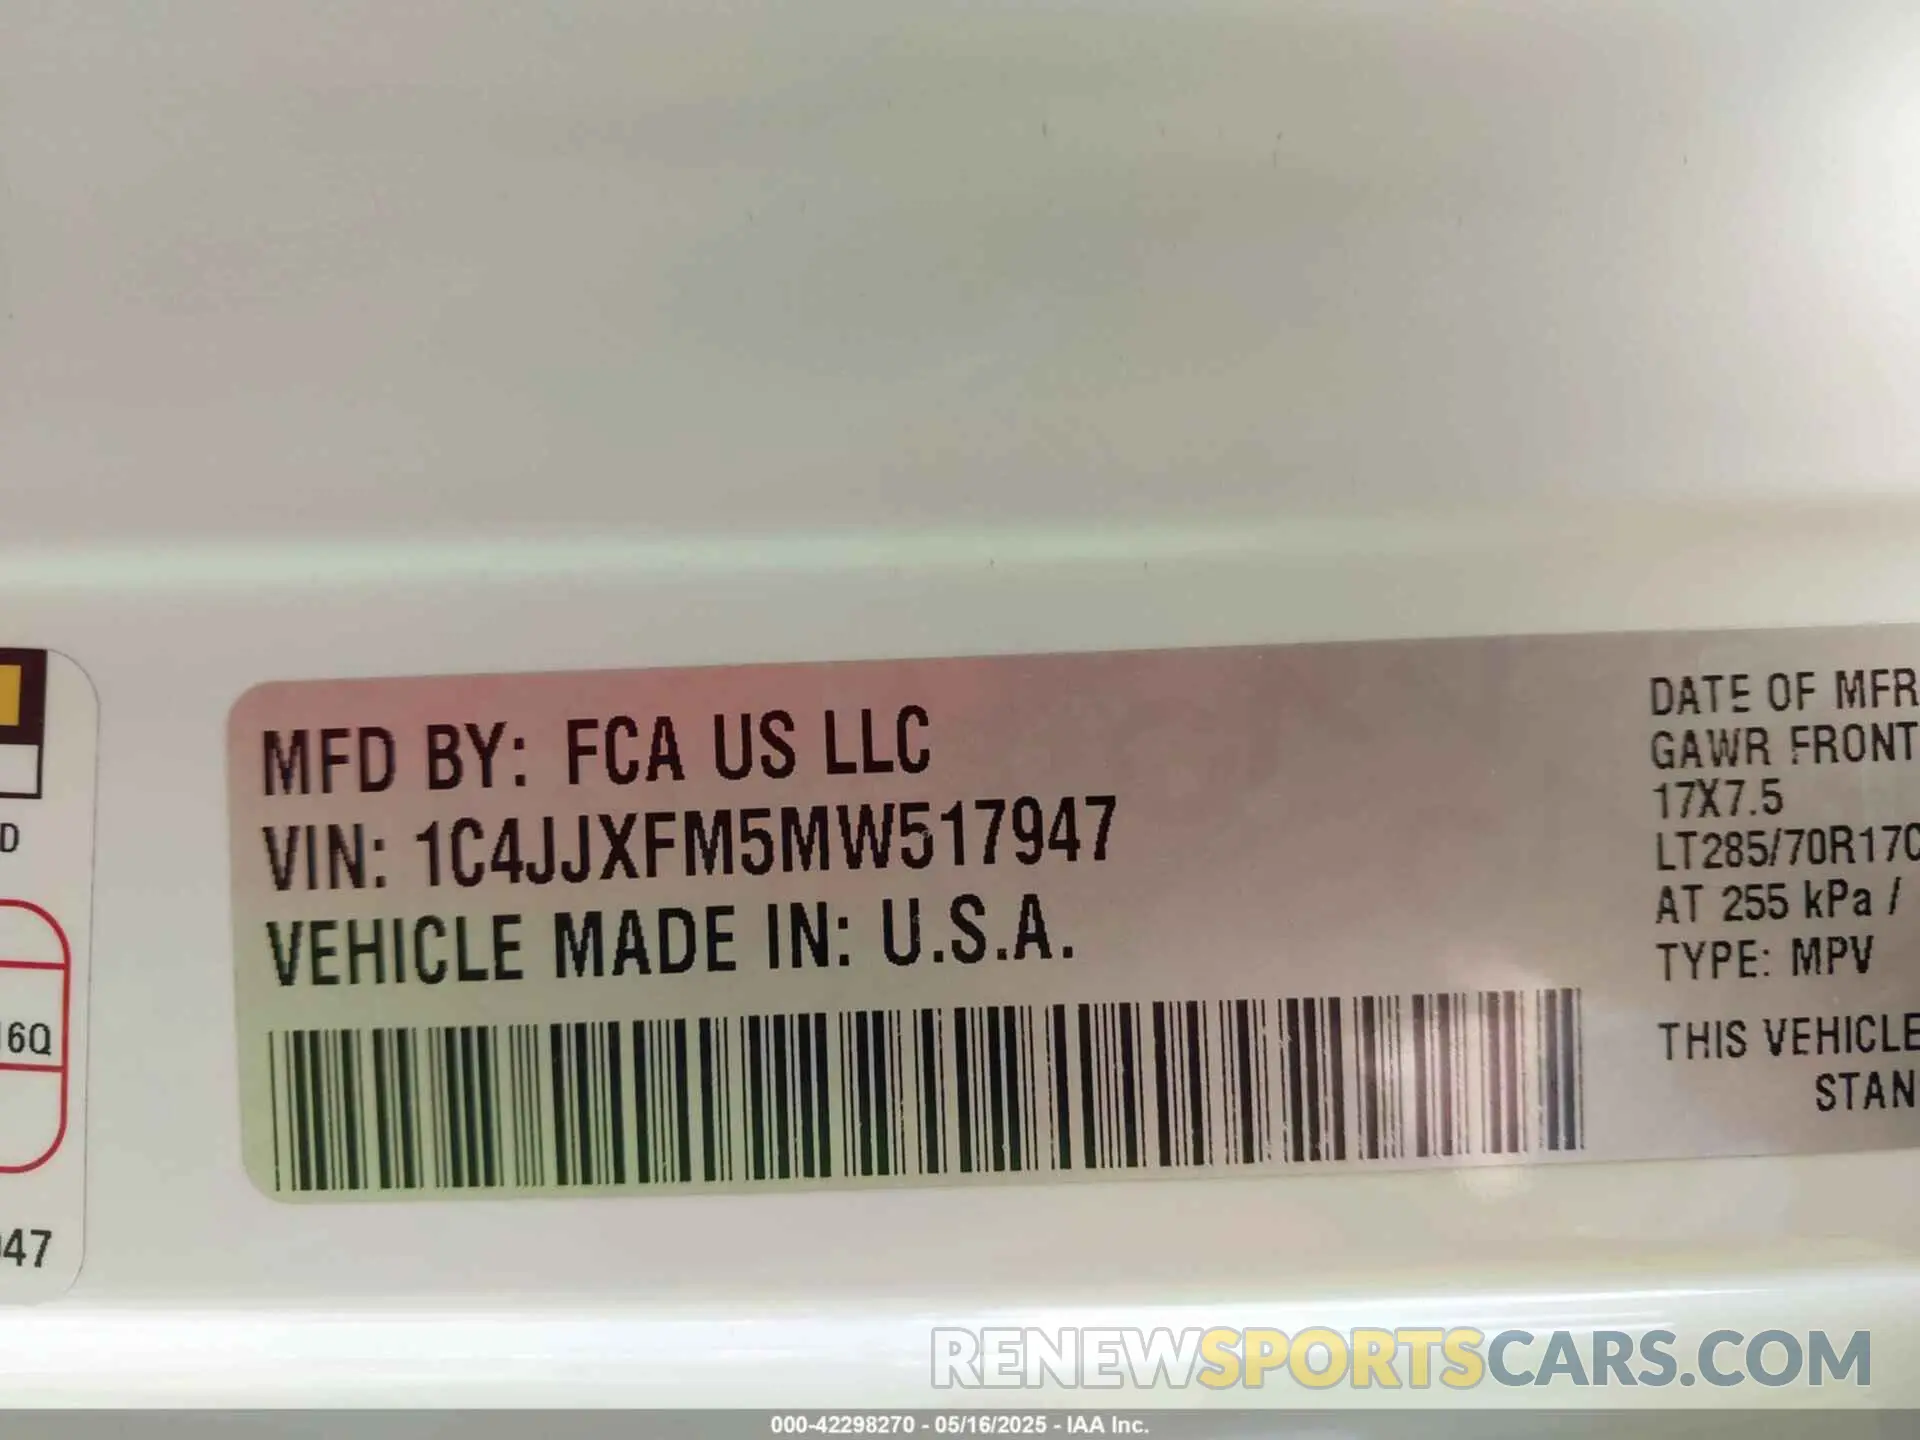 MFD BY: FCA US LLC
VIN: 1C4JJXFM5MW517947
VEHICLE MADE IN: U.S.A.
DATE OF MFR
GAWR FRONT
17X7.5
LT285/70R17C
AT 255 kPa /
TYPE: MPV
THIS VEHICLE
STAN
D
16Q
947
RENEWSPORTSCARS.COM
000-42298270 - 05/16/2025 - IAA Inc.